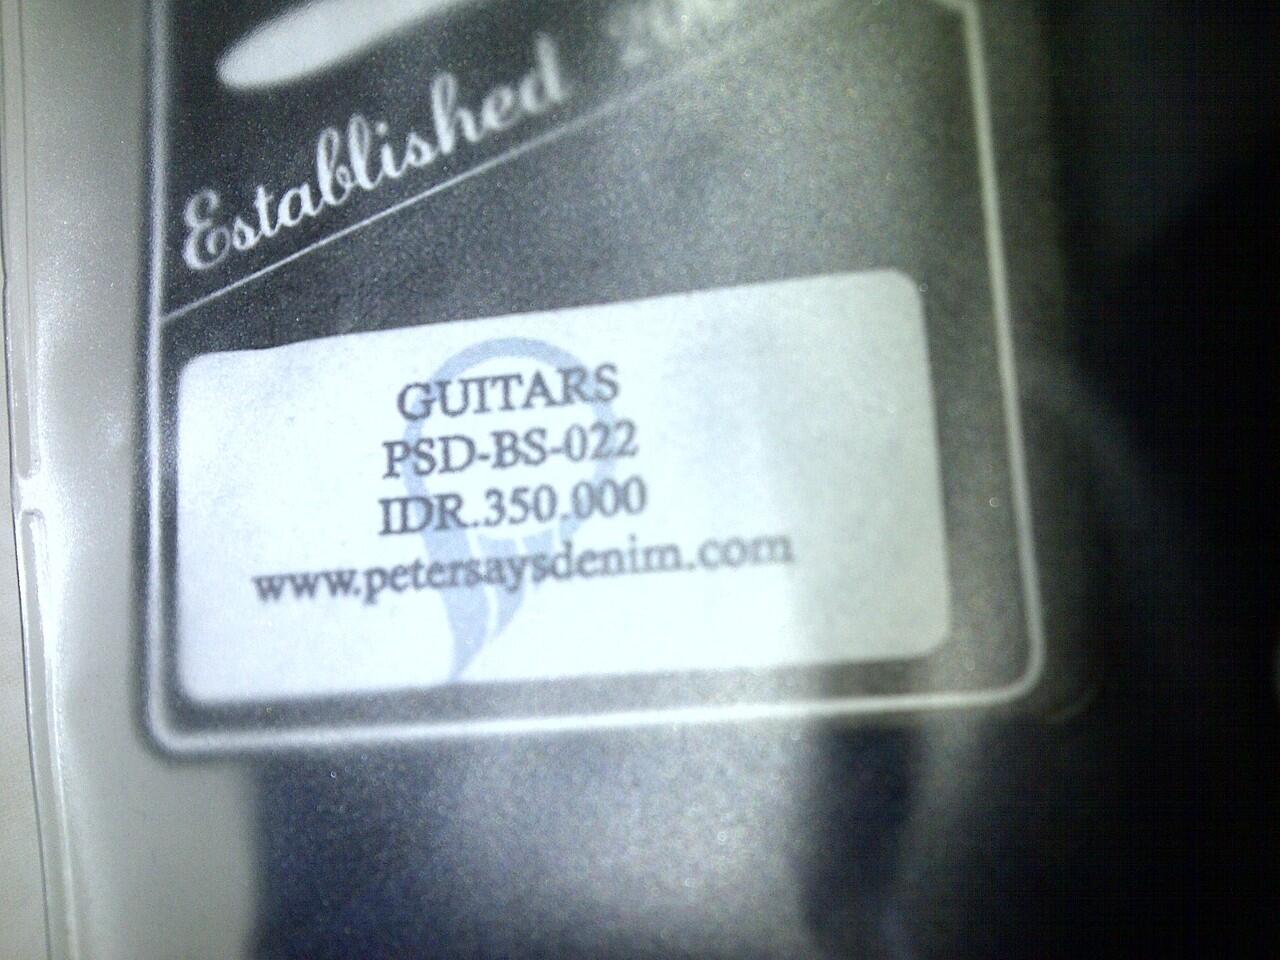 Established
GUITARS
PSD-BS-022
IDR.350.000
www.petersaysdenim.com